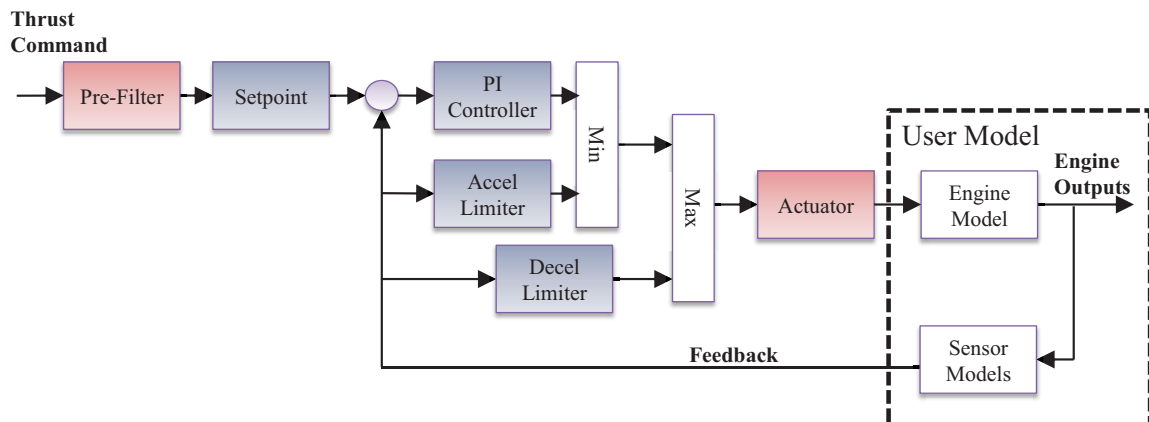 Thrust
Command
Pre-Filter
Setpoint
PI
Controller
Min
Accel
Limiter
Decel
Limiter
Max
Actuator
User Model
Engine
Model
Engine
Outputs
Sensor
Models
Feedback